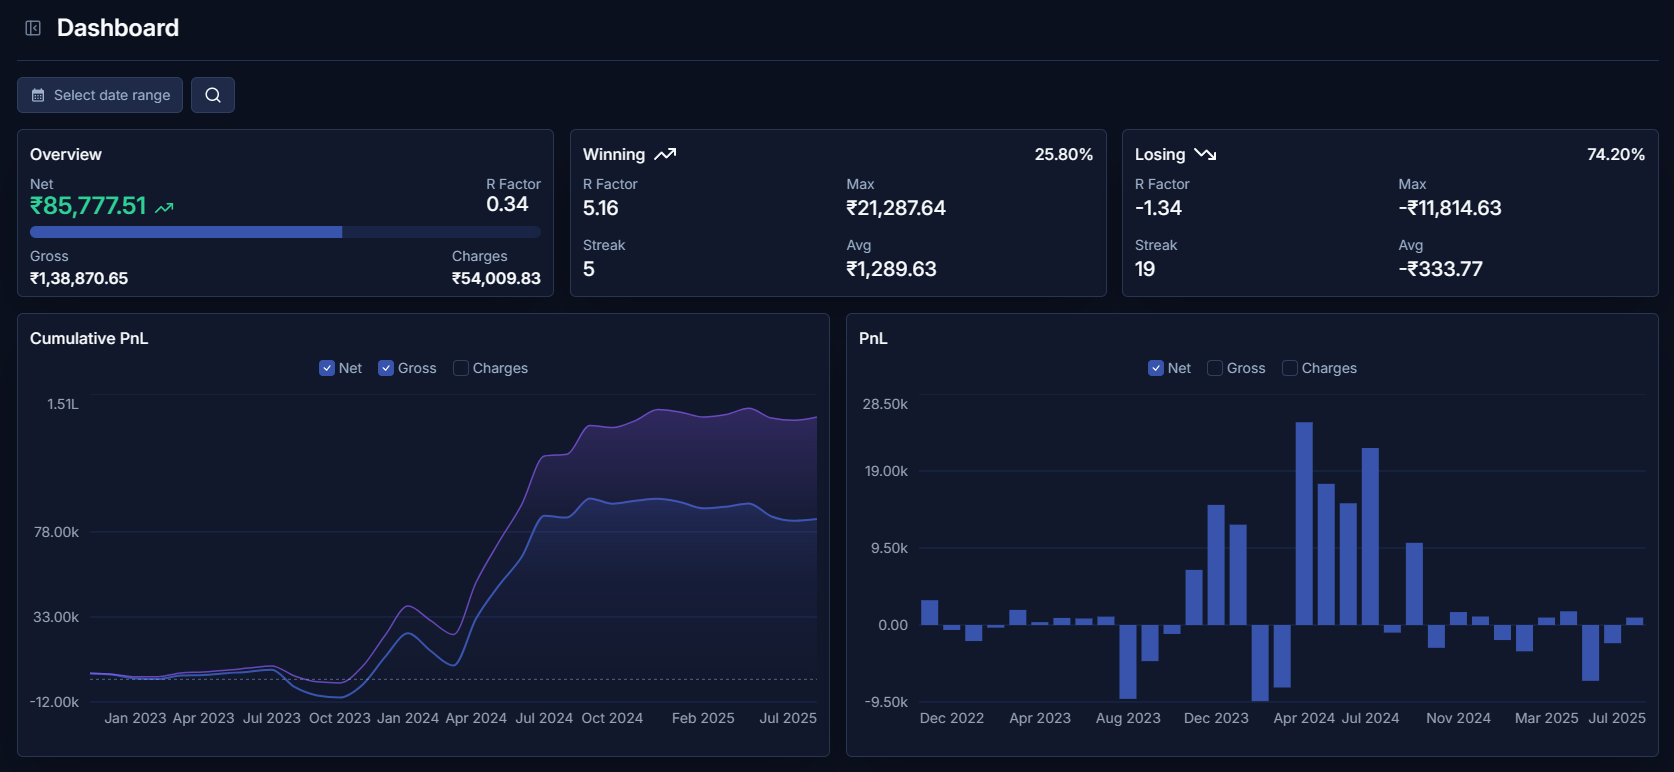 Dashboard
Select date range
Overview
Net
R Factor
₹85,777.51
0.34
Gross
Charges
₹1,38,870.65
₹54,009.83
Winning
25.80%
R Factor
Max
5.16
₹21,287.64
Streak
Avg
5
₹1,289.63
Losing
74.20%
R Factor
Max
-1.34
-₹11,814.63
Streak
Avg
19
-₹333.77
Cumulative PnL
Net Gross Charges
1.51L
78.00k
33.00k
-12.00k
Jan 2023 Apr 2023 Jul 2023 Oct 2023 Jan 2024 Apr 2024 Jul 2024 Oct 2024 Feb 2025 Jul 2025
PnL
Net Gross Charges
28.50k
19.00k
9.50k
0.00
-9.50k
Dec 2022 Apr 2023 Aug 2023 Dec 2023 Apr 2024 Jul 2024 Nov 2024 Mar 2025 Jul 2025